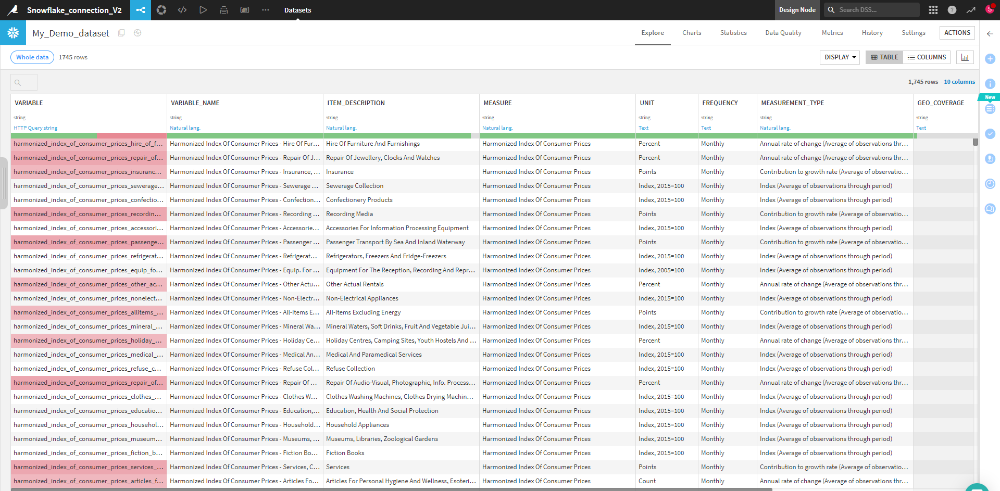 Snowflake_connection_V2 Datasets Design Node Search DSS... ? S
My_Demo_dataset Explore Charts Statistics Data Quality Metrics History Settings ACTIONS
Whole data 1745 rows DISPLAY TABLE COLUMNS
1,745 rows - 10 columns
New
VARIABLE VARIABLE_NAME ITEM_DESCRIPTION MEASURE UNIT FREQUENCY MEASUREMENT_TYPE GEO_COVERAGE
string string string string string string string string
HTTP Query string Natural lang. Natural lang. Natural lang. Text Text Natural lang. Text
harmonized_index_of_consumer_prices_hire_of_f... Harmonized Index Of Consumer Prices - Hire Of Fur... Hire Of Furniture And Furnishings Harmonized Index Of Consumer Prices Percent Monthly Annual rate of change (Average of observations thr...
harmonized_index_of_consumer_prices_repair_of... Harmonized Index Of Consumer Prices - Repair Of J... Repair Of Jewellery, Clocks And Watches Harmonized Index Of Consumer Prices Percent Monthly Annual rate of change (Average of observations thr...
harmonized_index_of_consumer_prices_insuranc... Harmonized Index Of Consumer Prices - Insurance, ... Insurance Harmonized Index Of Consumer Prices Points Monthly Contribution to growth rate (Average of observatio...
harmonized_index_of_consumer_prices_sewerage... Harmonized Index Of Consumer Prices - Sewerage ... Sewerage Collection Harmonized Index Of Consumer Prices Index, 2015=100 Monthly Index (Average of observations through period)
harmonized_index_of_consumer_prices_confectio... Harmonized Index Of Consumer Prices - Confection... Confectionery Products Harmonized Index Of Consumer Prices Index, 2015=100 Monthly Index (Average of observations through period)
harmonized_index_of_consumer_prices_recordin... Harmonized Index Of Consumer Prices - Recording ... Recording Media Harmonized Index Of Consumer Prices Points Monthly Contribution to growth rate (Average of observatio...
harmonized_index_of_consumer_prices_accessori... Harmonized Index Of Consumer Prices - Accessorie... Accessories For Information Processing Equipment Harmonized Index Of Consumer Prices Index, 2015=100 Monthly Index (Average of observations through period)
harmonized_index_of_consumer_prices_passenge... Harmonized Index Of Consumer Prices - Passenger ... Passenger Transport By Sea And Inland Waterway Harmonized Index Of Consumer Prices Points Monthly Contribution to growth rate (Average of observatio...
harmonized_index_of_consumer_prices_refrigerat... Harmonized Index Of Consumer Prices - Refrigerat... Refrigerators, Freezers And Fridge-Freezers Harmonized Index Of Consumer Prices Index, 2015=100 Monthly Index (Average of observations through period)
harmonized_index_of_consumer_prices_equip_fo... Harmonized Index Of Consumer Prices - Equip. For ... Equipment For The Reception, Recording And Repr... Harmonized Index Of Consumer Prices Index, 2005=100 Monthly Index (Average of observations through period)
harmonized_index_of_consumer_prices_other_ac... Harmonized Index Of Consumer Prices - Other Actu... Other Actual Rentals Harmonized Index Of Consumer Prices Percent Monthly Annual rate of change (Average of observations thr...
harmonized_index_of_consumer_prices_nonelect... Harmonized Index Of Consumer Prices - Non-Electr... Non-Electrical Appliances Harmonized Index Of Consumer Prices Index, 2015=100 Monthly Index (Average of observations through period)
harmonized_index_of_consumer_prices_allitems_... Harmonized Index Of Consumer Prices - All-Items E... All-Items Excluding Energy Harmonized Index Of Consumer Prices Points Monthly Contribution to growth rate (Average of observatio...
harmonized_index_of_consumer_prices_mineral_... Harmonized Index Of Consumer Prices - Mineral Wa... Mineral Waters, Soft Drinks, Fruit And Vegetable Jui... Harmonized Index Of Consumer Prices Index, 2015=100 Monthly Index (Average of observations through period)
harmonized_index_of_consumer_prices_holiday_... Harmonized Index Of Consumer Prices - Holiday Ce... Holiday Centres, Camping Sites, Youth Hostels And ... Harmonized Index Of Consumer Prices Percent Monthly Annual rate of change (Average of observations thr...
harmonized_index_of_consumer_prices_medical_... Harmonized Index Of Consumer Prices - Medical An... Medical And Paramedical Services Harmonized Index Of Consumer Prices Index, 2015=100 Monthly Index (Average of observations through period)
harmonized_index_of_consumer_prices_refuse_c... Harmonized Index Of Consumer Prices - Refuse Col... Refuse Collection Harmonized Index Of Consumer Prices Index, 2015=100 Monthly Index (Average of observations through period)
harmonized_index_of_consumer_prices_repair_of... Harmonized Index Of Consumer Prices - Repair Of ... Repair Of Audio-Visual, Photographic, Info. Process... Harmonized Index Of Consumer Prices Percent Monthly Annual rate of change (Average of observations thr...
harmonized_index_of_consumer_prices_clothes_... Harmonized Index Of Consumer Prices - Clothes W... Clothes Washing Machines, Clothes Drying Machin... Harmonized Index Of Consumer Prices Index, 2015=100 Monthly Index (Average of observations through period)
harmonized_index_of_consumer_prices_educatio... Harmonized Index Of Consumer Prices - Education,... Education, Health And Social Protection Harmonized Index Of Consumer Prices Index, 2015=100 Monthly Index (Average of observations through period)
harmonized_index_of_consumer_prices_househol... Harmonized Index Of Consumer Prices - Household... Household Appliances Harmonized Index Of Consumer Prices Index, 2015=100 Monthly Index (Average of observations through period)
harmonized_index_of_consumer_prices_museum... Harmonized Index Of Consumer Prices - Museums, ... Museums, Libraries, Zoological Gardens Harmonized Index Of Consumer Prices Index, 2015=100 Monthly Index (Average of observations through period)
harmonized_index_of_consumer_prices_fiction_b... Harmonized Index Of Consumer Prices - Fiction Bo... Fiction Books Harmonized Index Of Consumer Prices Index, 2015=100 Monthly Index (Average of observations through period)
harmonized_index_of_consumer_prices_services_... Harmonized Index Of Consumer Prices - Services, C... Services Harmonized Index Of Consumer Prices Points Monthly Contribution to growth rate (Average of observatio...
harmonized_index_of_consumer_prices_articles_f... Harmonized Index Of Consumer Prices - Articles Fo... Articles For Personal Hygiene And Wellness, Esoteri... Harmonized Index Of Consumer Prices Count Monthly Annual rate of change (Average of observations thr...